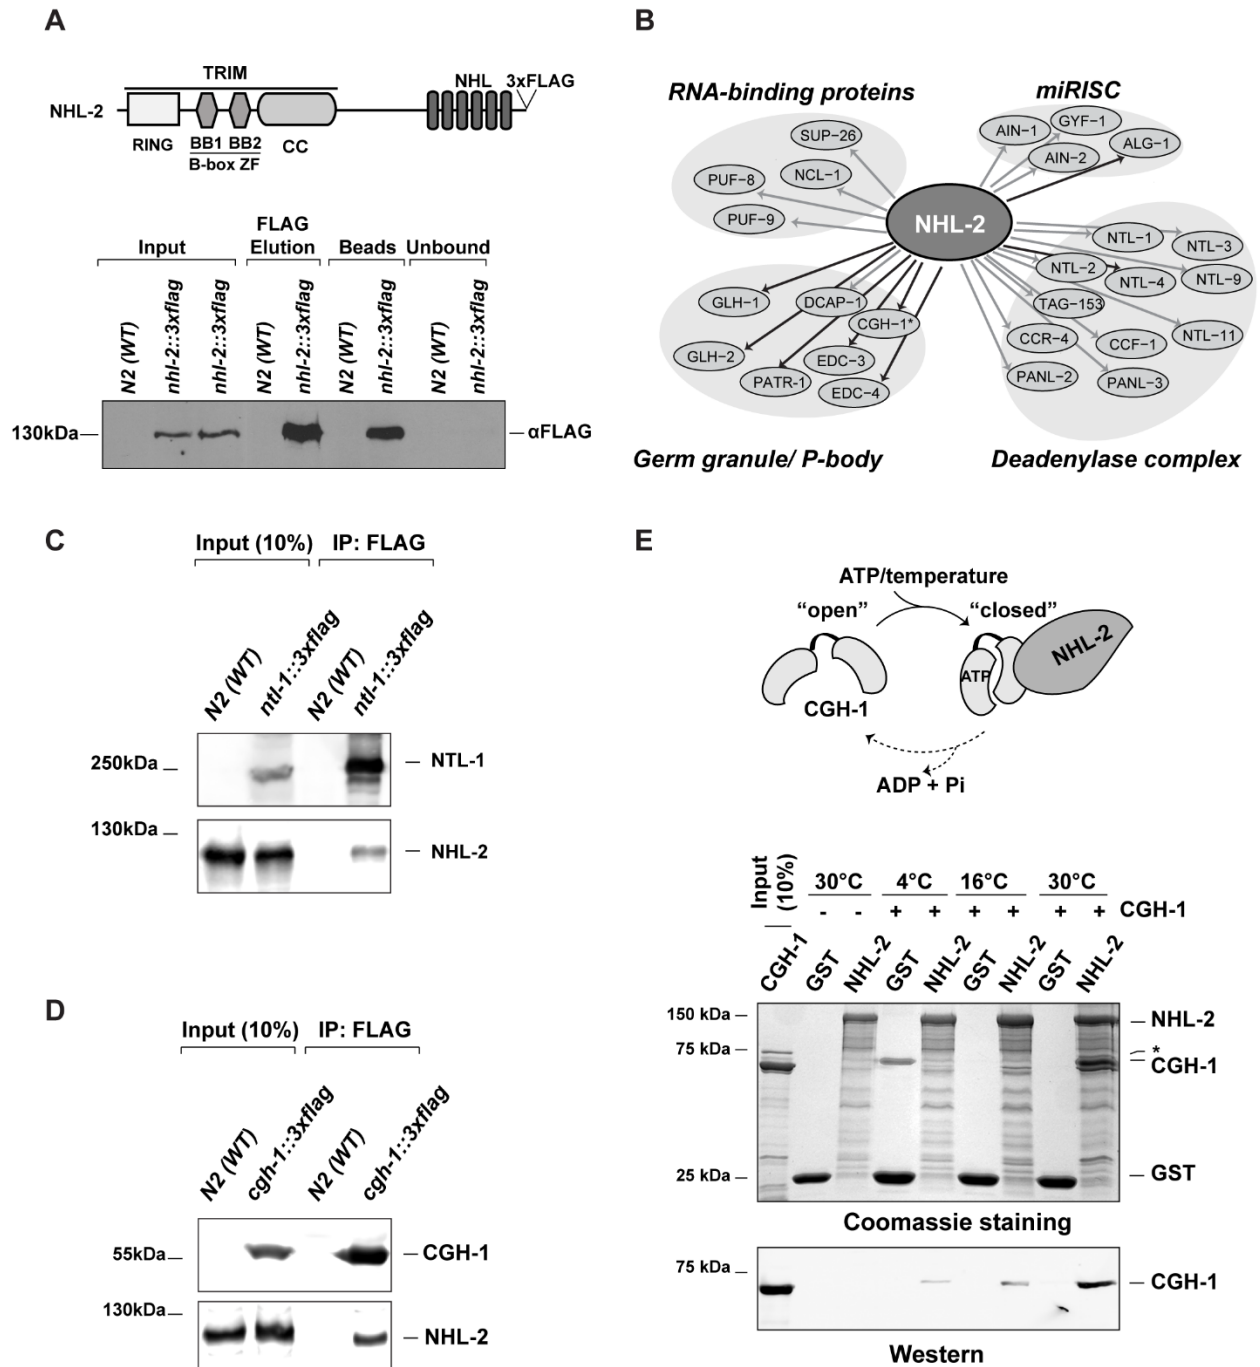 A
TRIM
NHL
3xFLAG
NHL-2
RING
BB1 BB2
CC
B-box ZF
Input
FLAG
Elution
Beads
Unbound
N2 (WT)
nhl-2::3xflag
nhl-2::3xflag
N2 (WT)
nhl-2::3xflag
N2 (WT)
nhl-2::3xflag
N2 (WT)
nhl-2::3xflag
130kDa
αFLAG
B
RNA-binding proteins
miRISC
SUP-26
NCL-1
PUF-8
PUF-9
AIN-1
GYF-1
AIN-2
ALG-1
NHL-2
NTL-1
NTL-3
NTL-2
NTL-4
NTL-9
TAG-153
NTL-11
CCR-4
CCF-1
PANL-2
PANL-3
GLH-1
DCAP-1
CGH-1*
GLH-2
EDC-3
PATR-1
EDC-4
Germ granule/ P-body
Deadenylase complex
C
Input (10%)
IP: FLAG
N2 (WT)
ntl-1::3xflag
N2 (WT)
ntl-1::3xflag
250kDa
NTL-1
130kDa
NHL-2
D
Input (10%)
IP: FLAG
N2 (WT)
cgh-1::3xflag
N2 (WT)
cgh-1::3xflag
55kDa
CGH-1
130kDa
NHL-2
E
ATP/temperature
“open”
“closed”
NHL-2
ATP
CGH-1
ADP + Pi
Input
(10%)
30°C
4°C
16°C
30°C
- - + + + + + + CGH-1
CGH-1
GST
NHL-2
GST
NHL-2
GST
NHL-2
GST
NHL-2
150 kDa
NHL-2
75 kDa
*
CGH-1
25 kDa
GST
Coomassie staining
75 kDa
CGH-1
Western